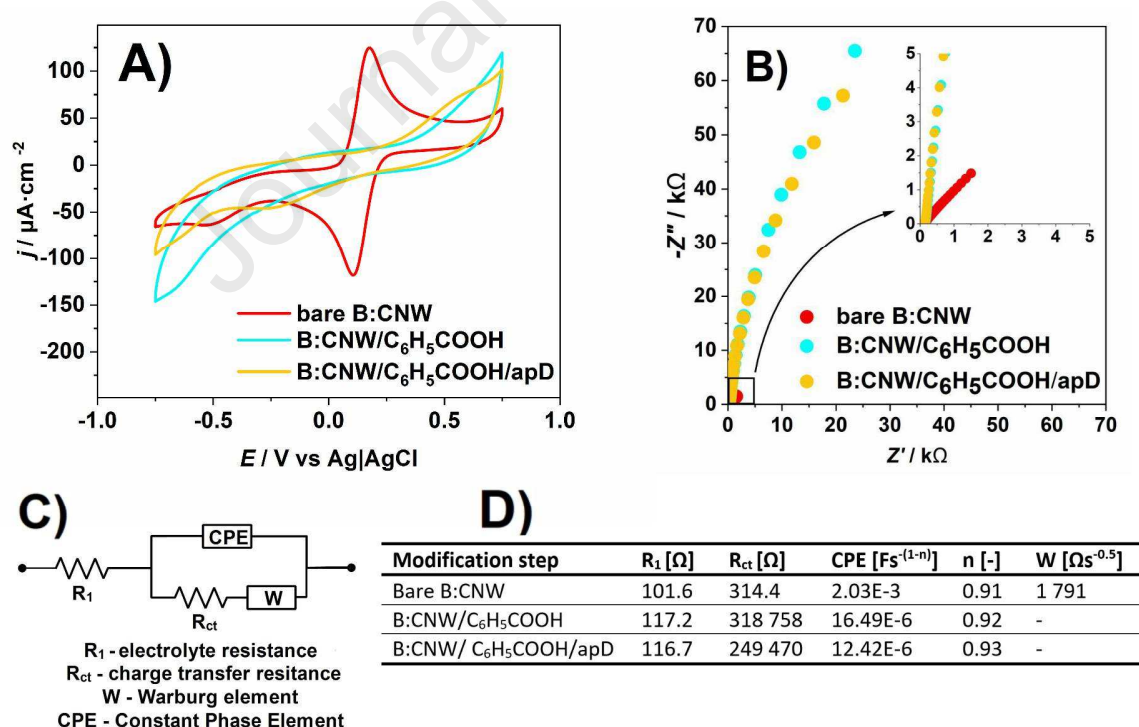 Journal
A)
100
50
0
-50
-100
-150
-200
j / µA·cm⁻²
-1.0 -0.5 0.0 0.5 1.0
E / V vs Ag|AgCl
bare B:CNW
B:CNW/C₆H₅COOH
B:CNW/C₆H₅COOH/apD
B)
70
60
50
40
30
20
10
0
-Z" / kΩ
0 10 20 30 40 50 60 70
Z' / kΩ
5
4
3
2
1
0
0 1 2 3 4 5
bare B:CNW
B:CNW/C₆H₅COOH
B:CNW/C₆H₅COOH/apD
C)
CPE
R₁
W
Rct
R₁ - electrolyte resistance
Rct - charge transfer resitance
W - Warburg element
CPE - Constant Phase Element
D)
Modification step R₁ [Ω] Rct [Ω] CPE [Fs⁻⁽¹⁻ⁿ⁾] n [-] W [Ωs⁻⁰·⁵]
Bare B:CNW 101.6 314.4 2.03E-3 0.91 1 791
B:CNW/C₆H₅COOH 117.2 318 758 16.49E-6 0.92 -
B:CNW/ C₆H₅COOH/apD 116.7 249 470 12.42E-6 0.93 -